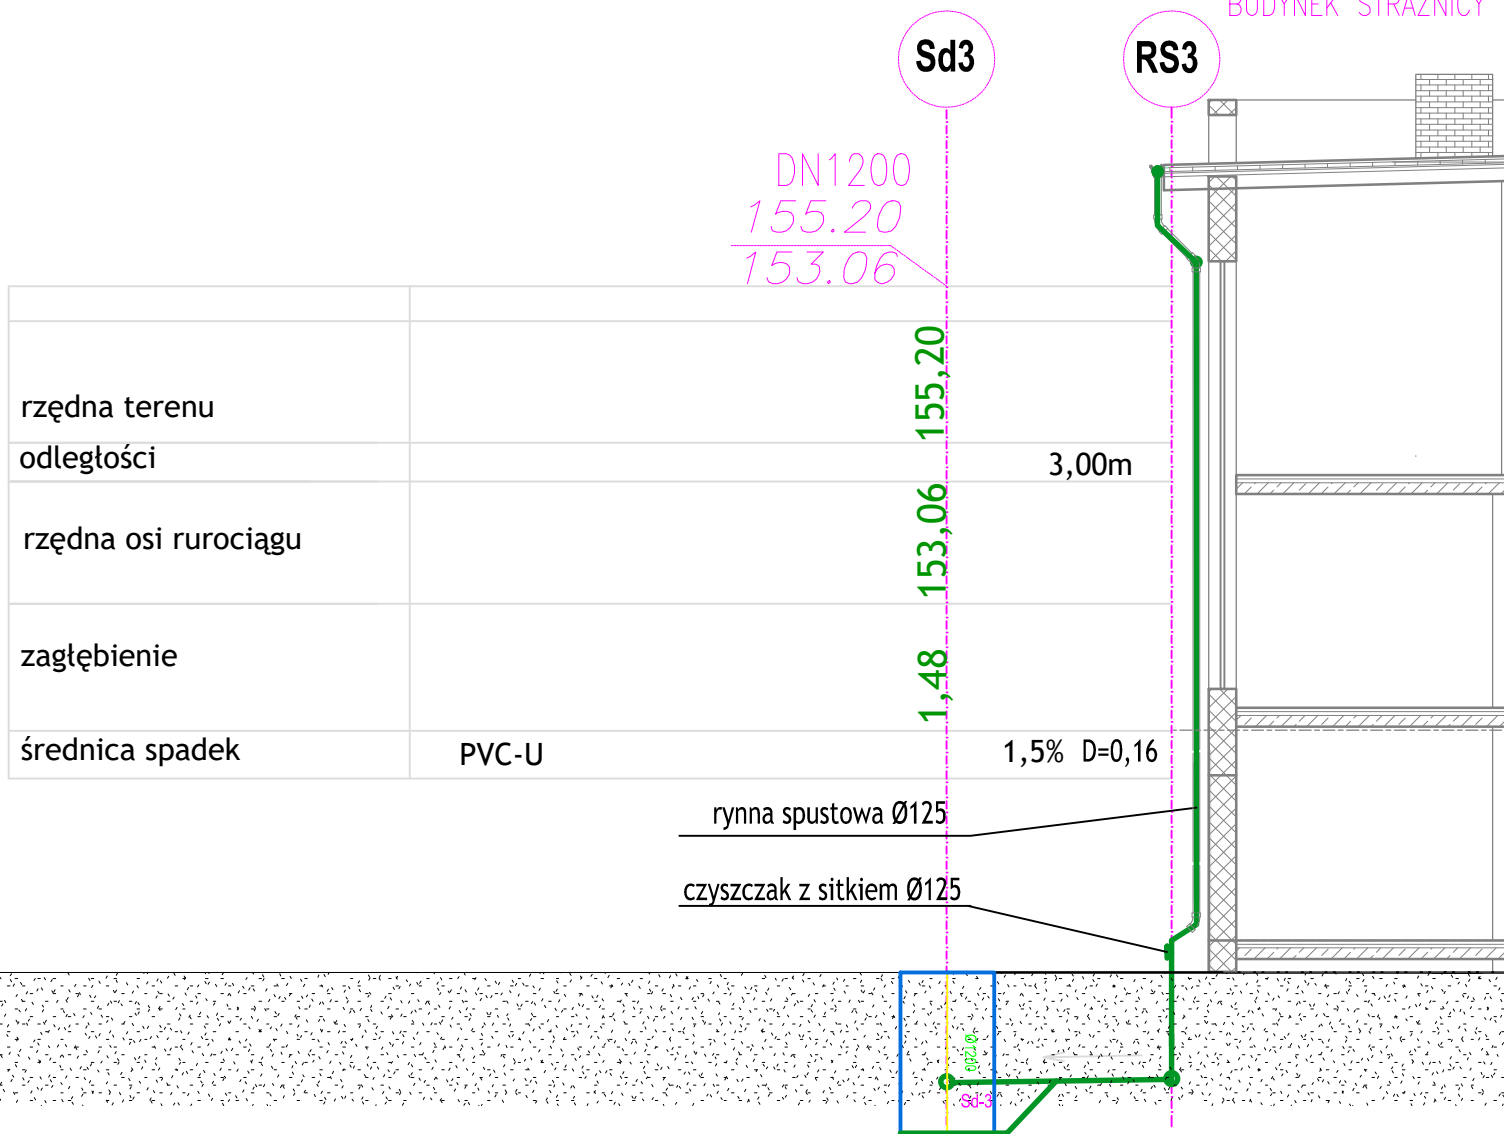 BUDYNEK STRAŻNICY
Sd3
RS3
DN1200
155.20
153.06
rzędna terenu
155,20
odległości
3,00m
rzędna osi rurociągu
153,06
zagłębienie
1,48
średnica spadek
PVC-U
1,5% D=0,16
rynna spustowa Ø125
czyszczak z sitkiem Ø125
Ø1200
Sd-3